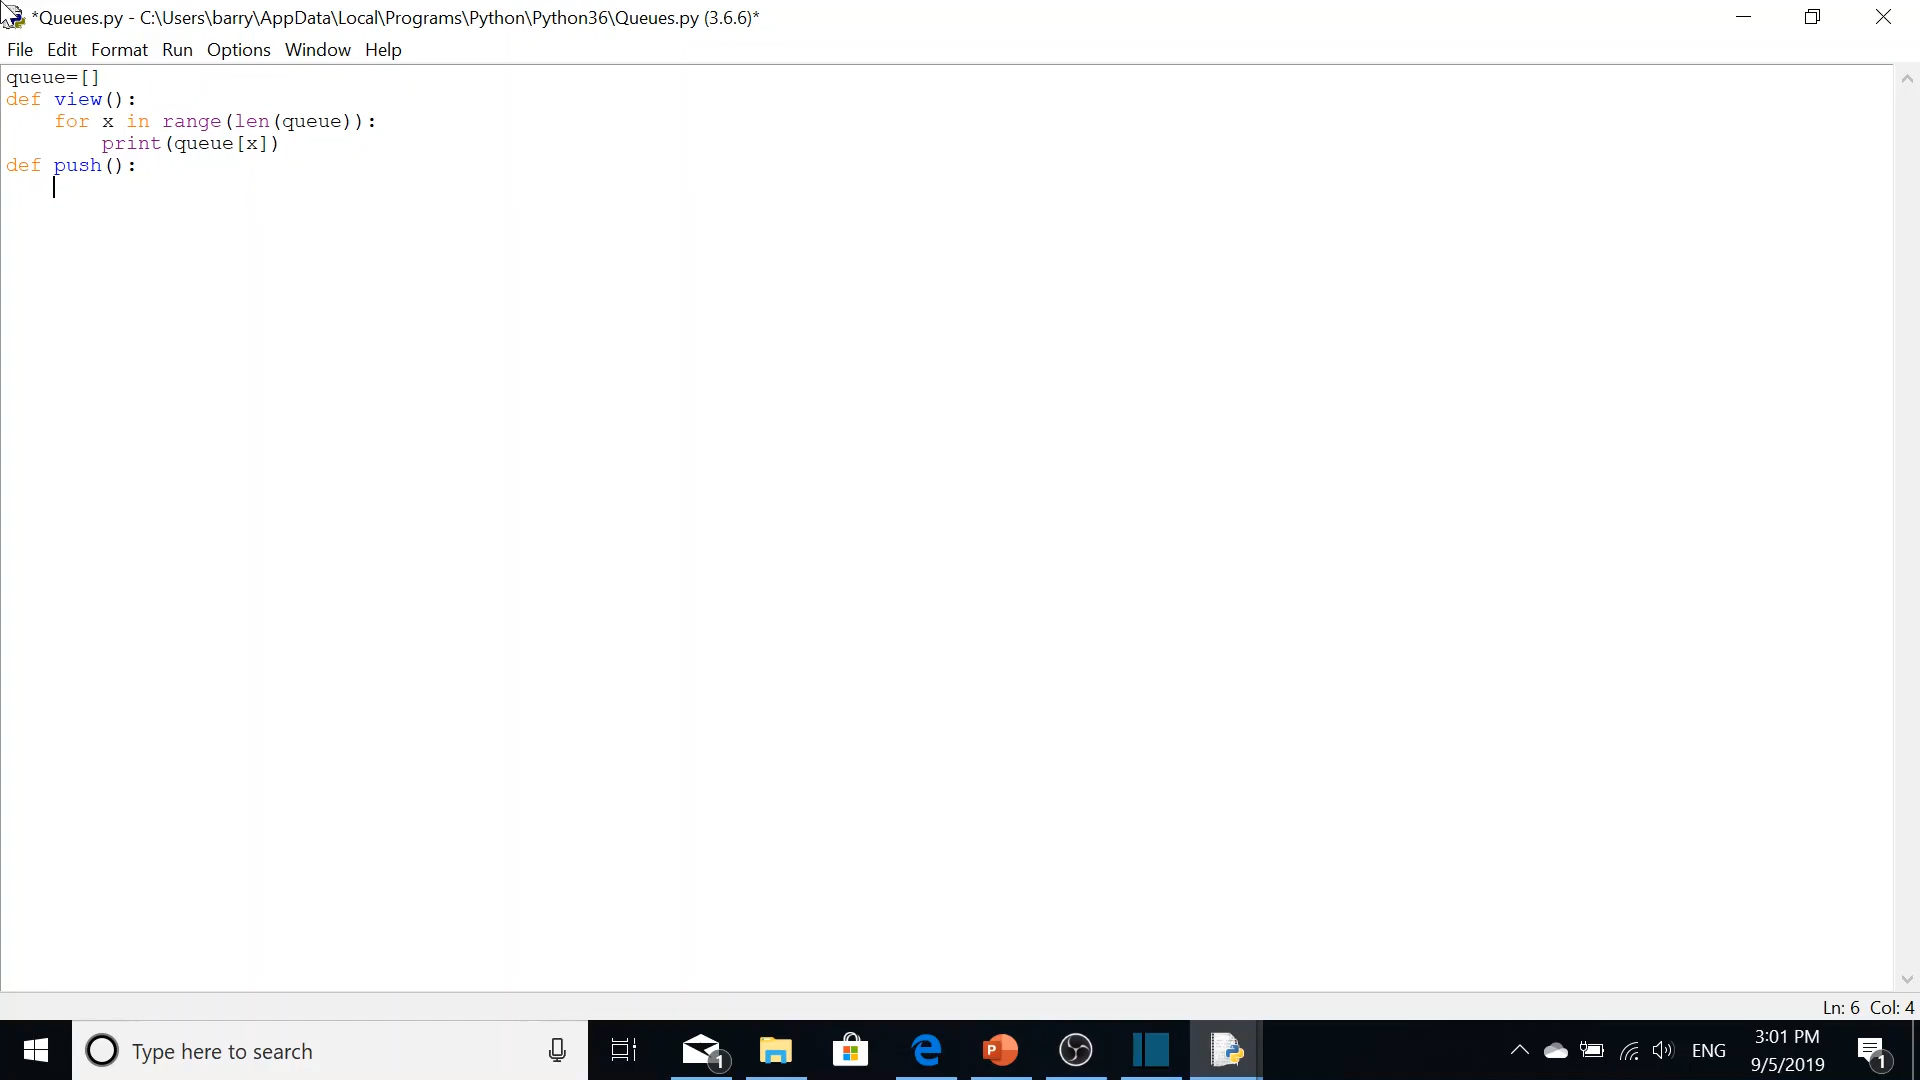 *Queues.py - C:\Users\barry\AppData\Local\Programs\Python\Python36\Queues.py (3.6.6)*
File Edit Format Run Options Window Help
queue=[]
def view():
    for x in range(len(queue)):
        print(queue[x])
def push():
Ln: 6 Col: 4
Type here to search
1
P
ENG
3:01 PM
9/5/2019
1